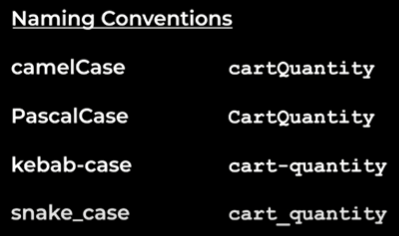 Naming Conventions
camelCase cartQuantity
PascalCase CartQuantity
kebab-case cart-quantity
snake_case cart_quantity